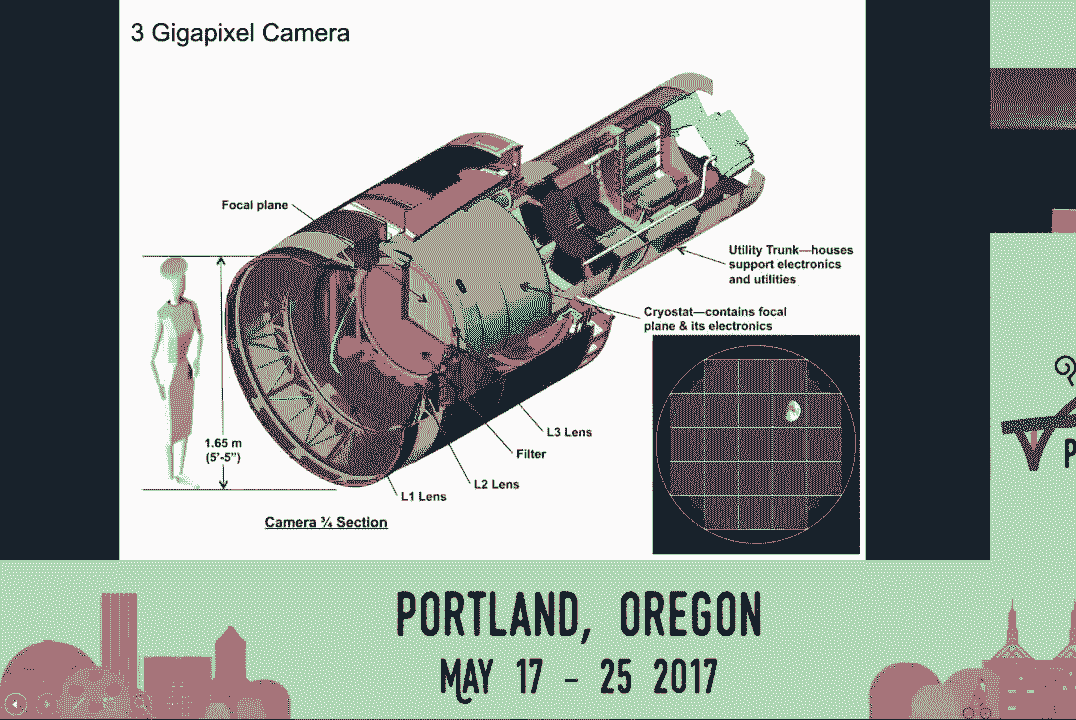 3 Gigapixel Camera
Focal plane
Utility Trunk—houses
support electronics
and utilities
Cryostat—contains focal
plane & its electronics
1.65 m
(5'-5")
L3 Lens
Filter
L2 Lens
L1 Lens
Camera ¾ Section
P
PORTLAND, OREGON
MAY 17 - 25 2017